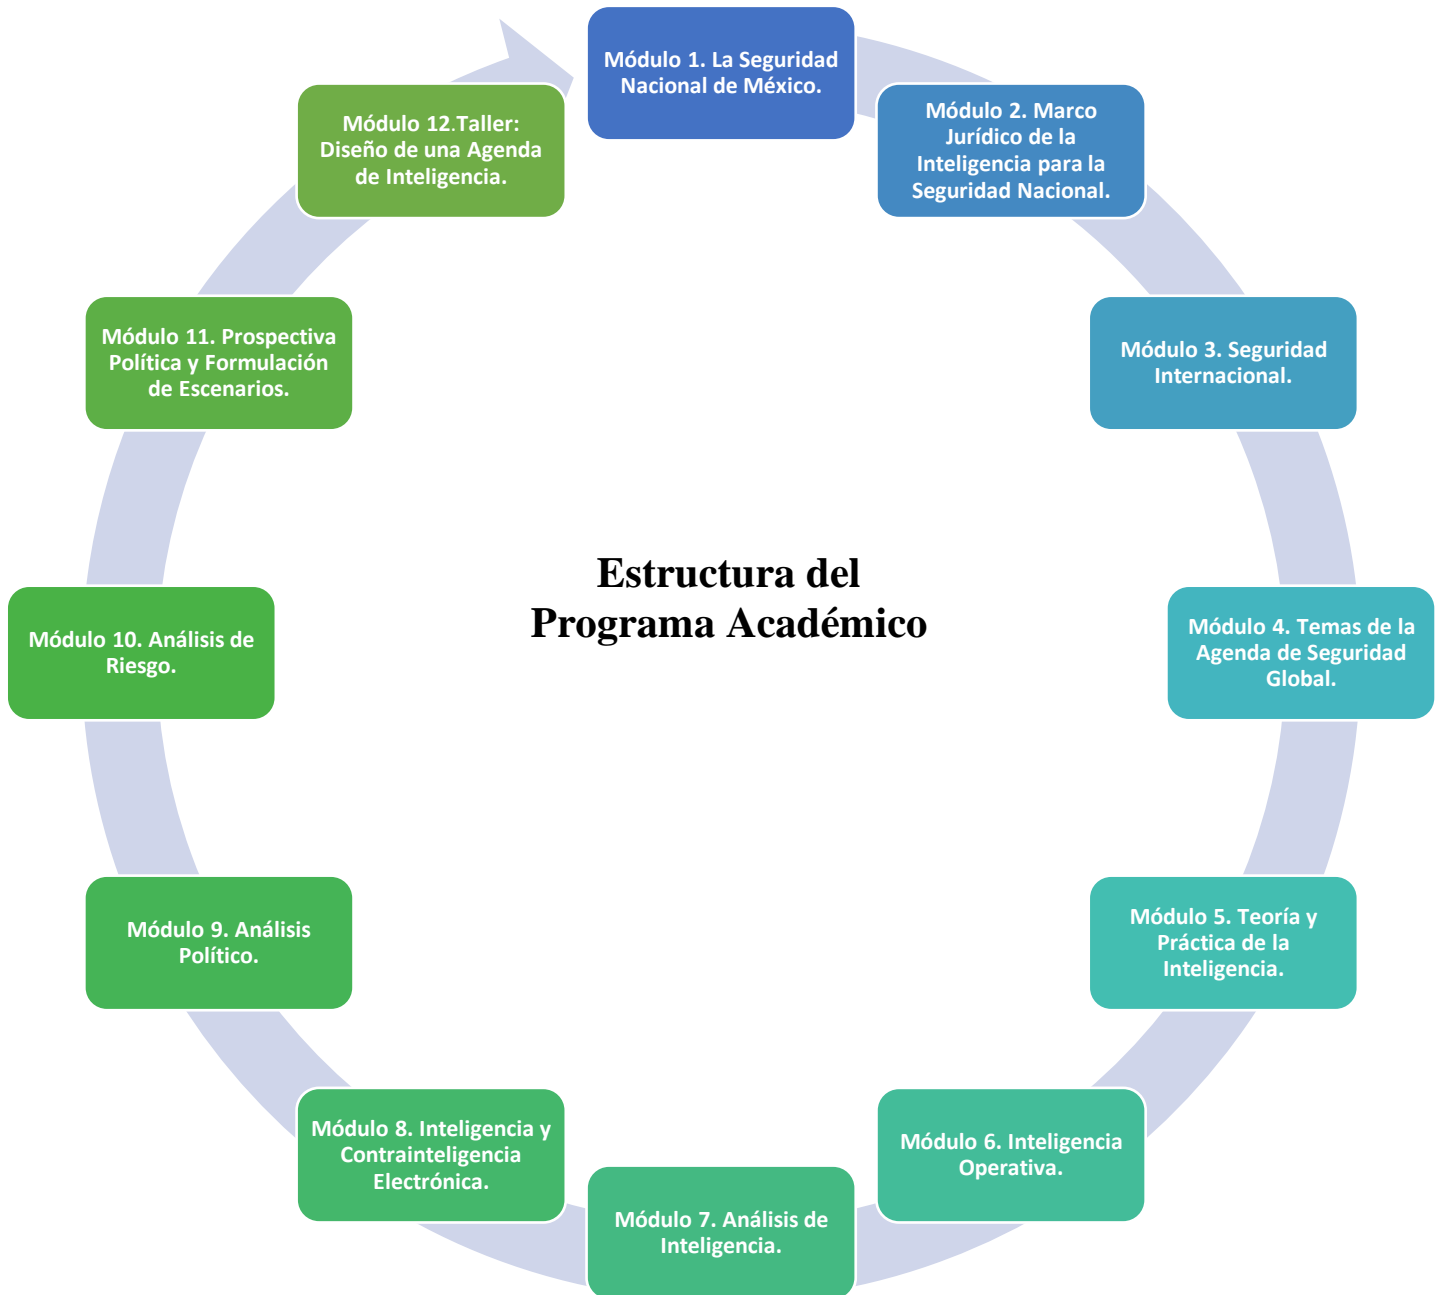 Módulo 1. La Seguridad
Nacional de México.
Módulo 2. Marco
Jurídico de la
Inteligencia para la
Seguridad Nacional.
Módulo 3. Seguridad
Internacional.
Módulo 4. Temas de la
Agenda de Seguridad
Global.
Módulo 5. Teoría y
Práctica de la
Inteligencia.
Módulo 6. Inteligencia
Operativa.
Módulo 7. Análisis de
Inteligencia.
Módulo 8. Inteligencia y
Contrainteligencia
Electrónica.
Módulo 9. Análisis
Político.
Módulo 10. Análisis de
Riesgo.
Módulo 11. Prospectiva
Política y Formulación
de Escenarios.
Módulo 12.Taller:
Diseño de una Agenda
de Inteligencia.
Estructura del
Programa Académico